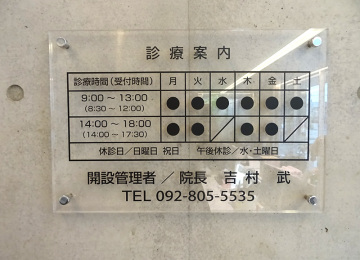 診療案内
診療時間(受付時間) 月 火 水 木 金 土
9:00～13:00 ● ● ● ● ● ●
(8:30～12:00)
14:00～18:00 ● ● ／ ● ● ／
(14:00～17:30)
休診日／日曜日 祝日 午後休診／水・土曜日
開設管理者／院長 吉村 武
TEL 092-805-5535